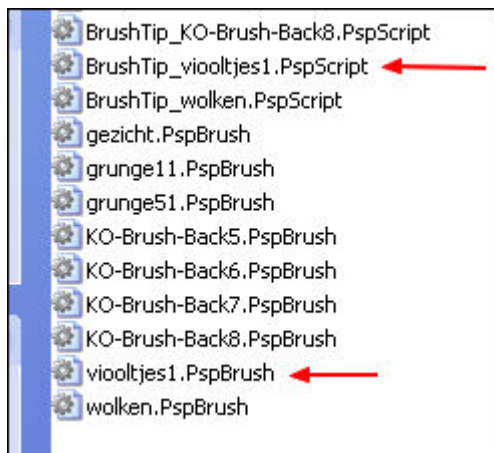 BrushTip_KO-Brush-Back8.PspScript
BrushTip_viooltjes1.PspScript
BrushTip_wolken.PspScript
gezicht.PspBrush
grunge11.PspBrush
grunge51.PspBrush
KO-Brush-Back5.PspBrush
KO-Brush-Back6.PspBrush
KO-Brush-Back7.PspBrush
KO-Brush-Back8.PspBrush
viooltjes1.PspBrush
wolken.PspBrush